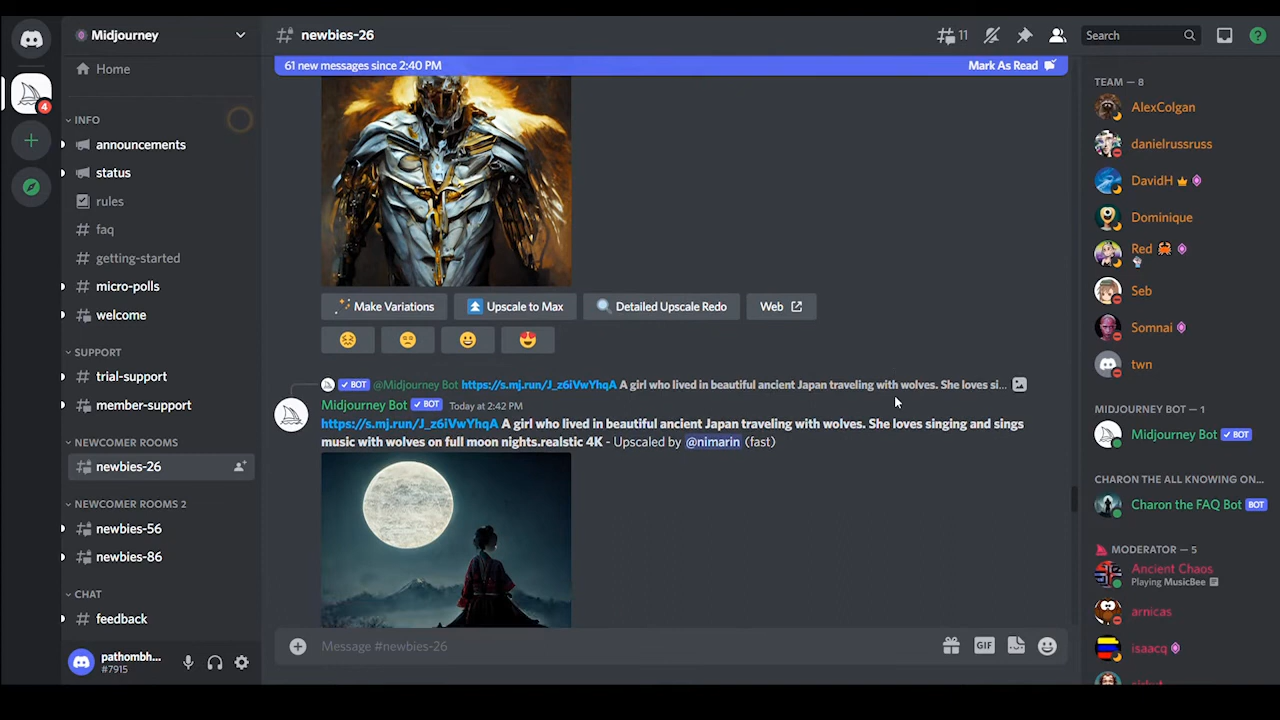 Midjourney
Home
INFO
announcements
status
rules
faq
getting-started
micro-polls
welcome
SUPPORT
trial-support
member-support
NEWCOMER ROOMS
newbies-26
NEWCOMER ROOMS 2
newbies-56
newbies-86
CHAT
feedback
pathombh...
#7915
4
newbies-26
11
Search
61 new messages since 2:40 PM
Mark As Read
Make Variations
Upscale to Max
Detailed Upscale Redo
Web
BOT @Midjourney Bot https://s.mj.run/J_z6iVwYhqA A girl who lived in beautiful ancient Japan traveling with wolves. She loves si...
Midjourney Bot BOT Today at 2:42 PM
https://s.mj.run/J_z6iVwYhqA A girl who lived in beautiful ancient Japan traveling with wolves. She loves singing and sings
music with wolves on full moon nights.realstic 4K - Upscaled by @nimarin (fast)
Message #newbies-26
GIF
TEAM — 8
AlexColgan
danielrussruss
DavidH
Dominique
Red
Seb
Somnai
twn
MIDJOURNEY BOT — 1
Midjourney Bot BOT
CHARON THE ALL KNOWING ON...
Charon the FAQ Bot BOT
MODERATOR — 5
Ancient Chaos
Playing MusicBee
arnicas
isaacq